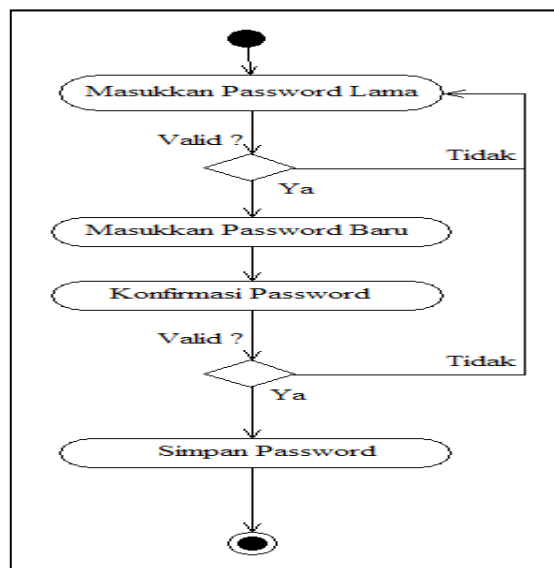 Masukkan Password Lama
Valid ?
Tidak
Ya
Masukkan Password Baru
Konfirmasi Password
Valid ?
Tidak
Ya
Simpan Password